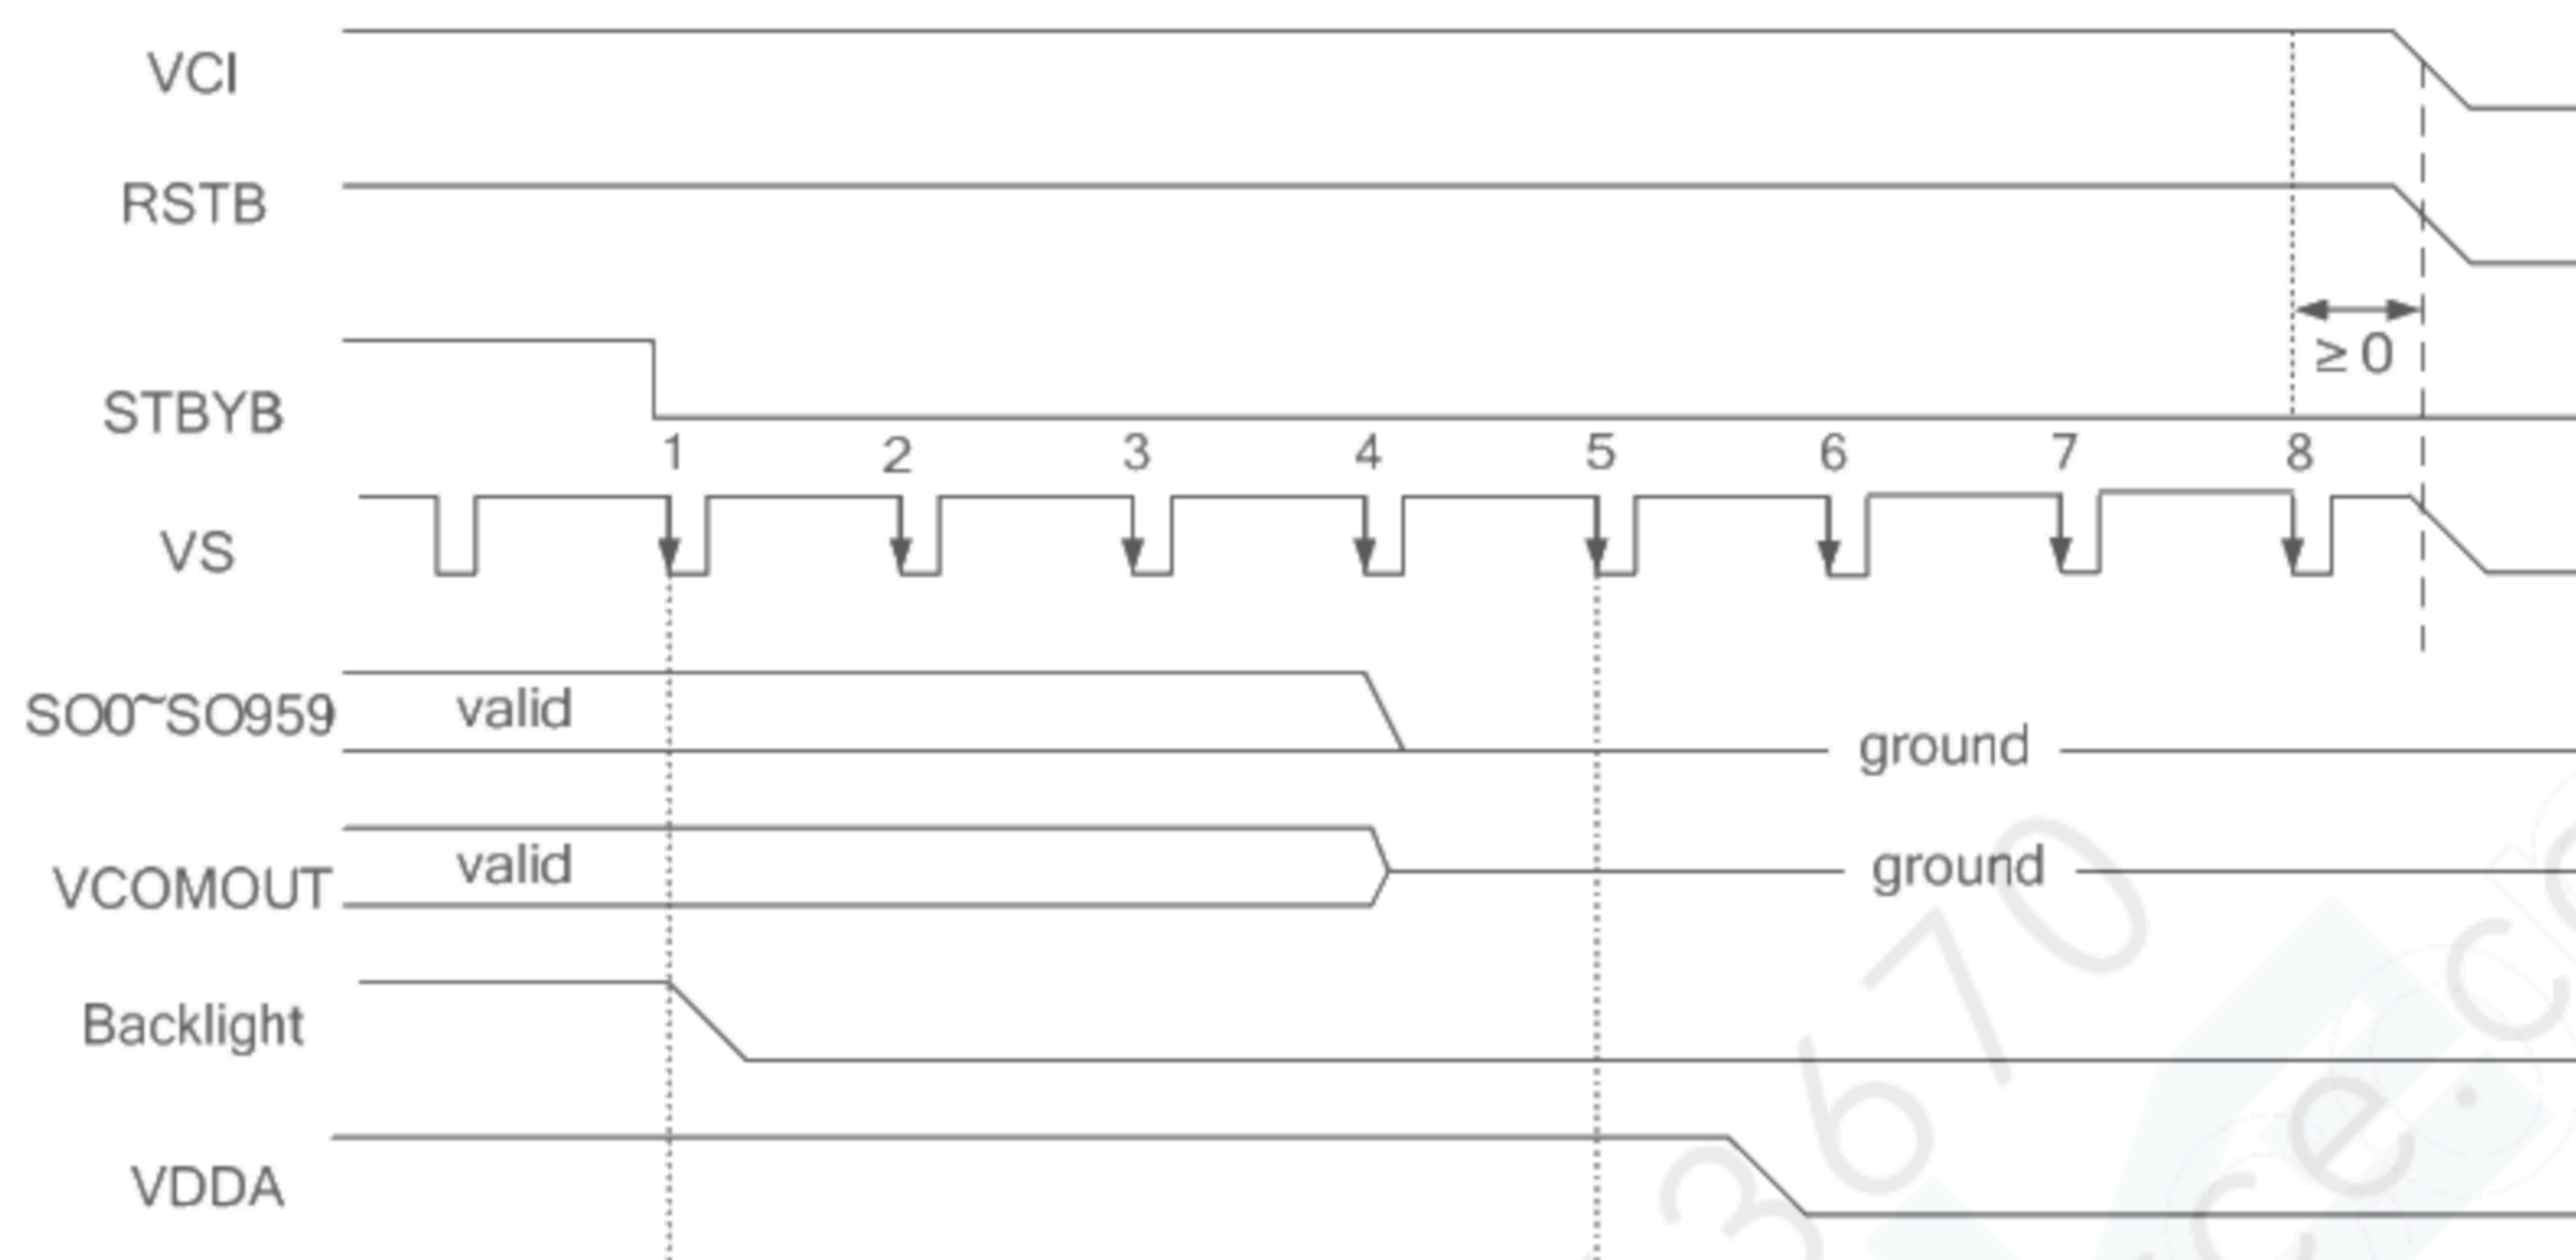 VCI
RSTB
≥ 0
STBYB
1 2 3 4 5 6 7 8
VS
SO0~SO959 valid ground
VCOMOUT valid ground
Backlight
VDDA
3670